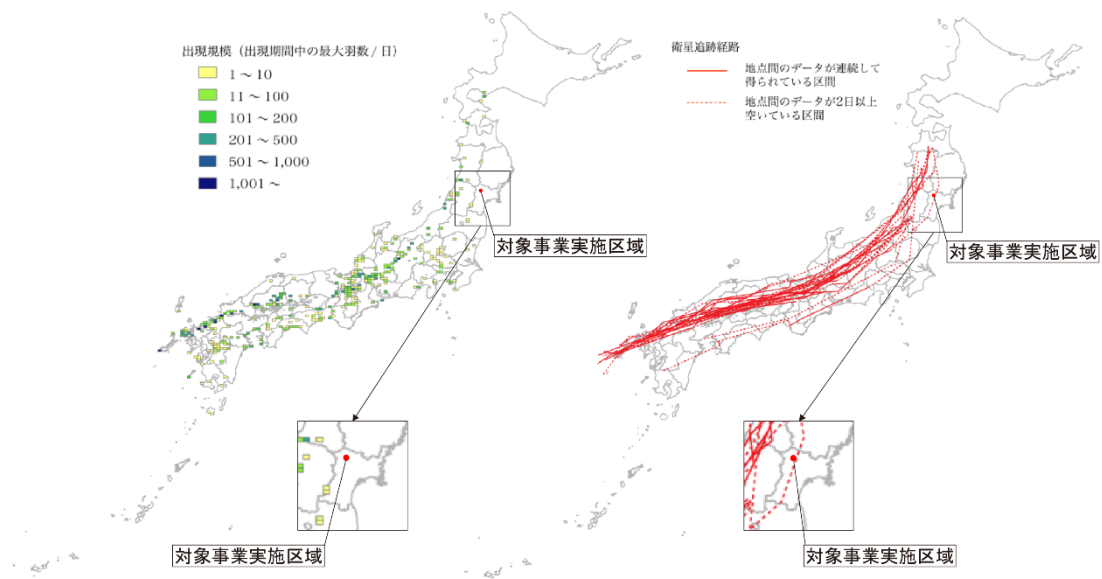 出現規模（出現期間中の最大羽数 / 日）
1 〜 10
11 〜 100
101 〜 200
201 〜 500
501 〜 1,000
1,001 〜
対象事業実施区域
対象事業実施区域
衛星追跡経路
地点間のデータが連続して
得られている区間
地点間のデータが2日以上
空いている区間
対象事業実施区域
対象事業実施区域